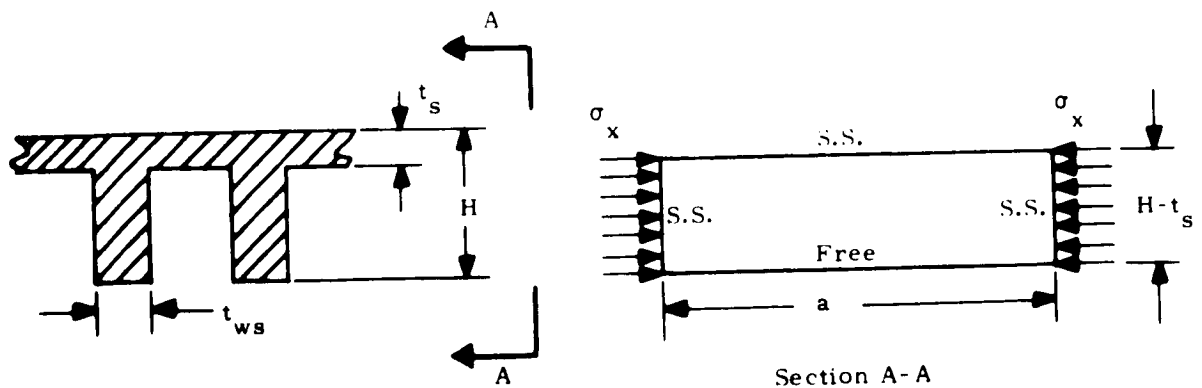 A
t_s
H
t_ws
A
σ_x
S.S.
σ_x
S.S.
S.S.
H-t_s
Free
a
Section A-A